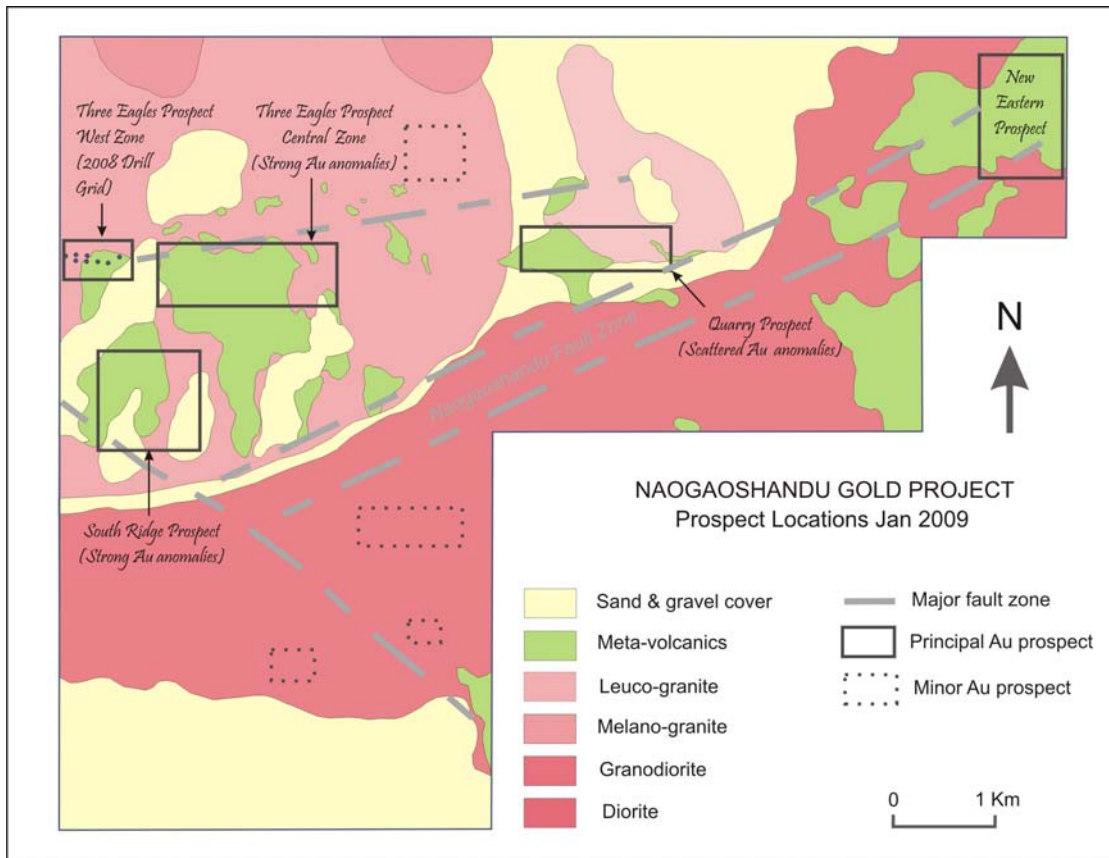 Three Eagles Prospect
West Zone
(2008 Drill
Grid)
Three Eagles Prospect
Central Zone
(Strong Au anomalies)
New
Eastern
Prospect
Quarry Prospect
(Scattered Au anomalies)
Naogaoshandu Fault Zone
South Ridge Prospect
(Strong Au anomalies)
N
NAOGAOSHANDU GOLD PROJECT
Prospect Locations Jan 2009
Sand & gravel cover
Meta-volcanics
Leuco-granite
Melano-granite
Granodiorite
Diorite
Major fault zone
Principal Au prospect
Minor Au prospect
0 1 Km